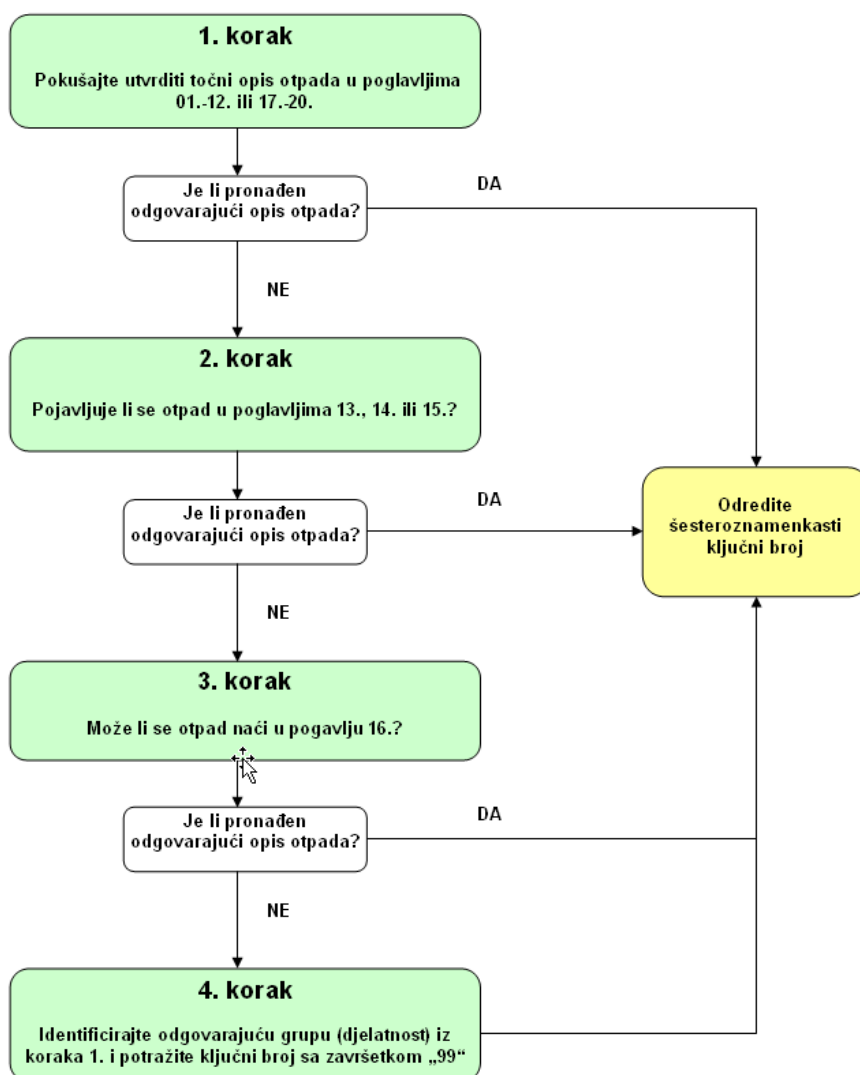 1. korak
Pokušajte utvrditi točni opis otpada u poglavljima
01.-12. ili 17.-20.
Je li pronađen
odgovarajući opis otpada?
DA
NE
2. korak
Pojavljuje li se otpad u poglavljima 13., 14. ili 15.?
Je li pronađen
odgovarajući opis otpada?
DA
Odredite
šesteroznamenkasti
ključni broj
NE
3. korak
Može li se otpad naći u pogavlju 16.?
Je li pronađen
odgovarajući opis otpada?
DA
NE
4. korak
Identificirajte odgovarajuću grupu (djelatnost) iz
koraka 1. i potražite ključni broj sa završetkom „99“